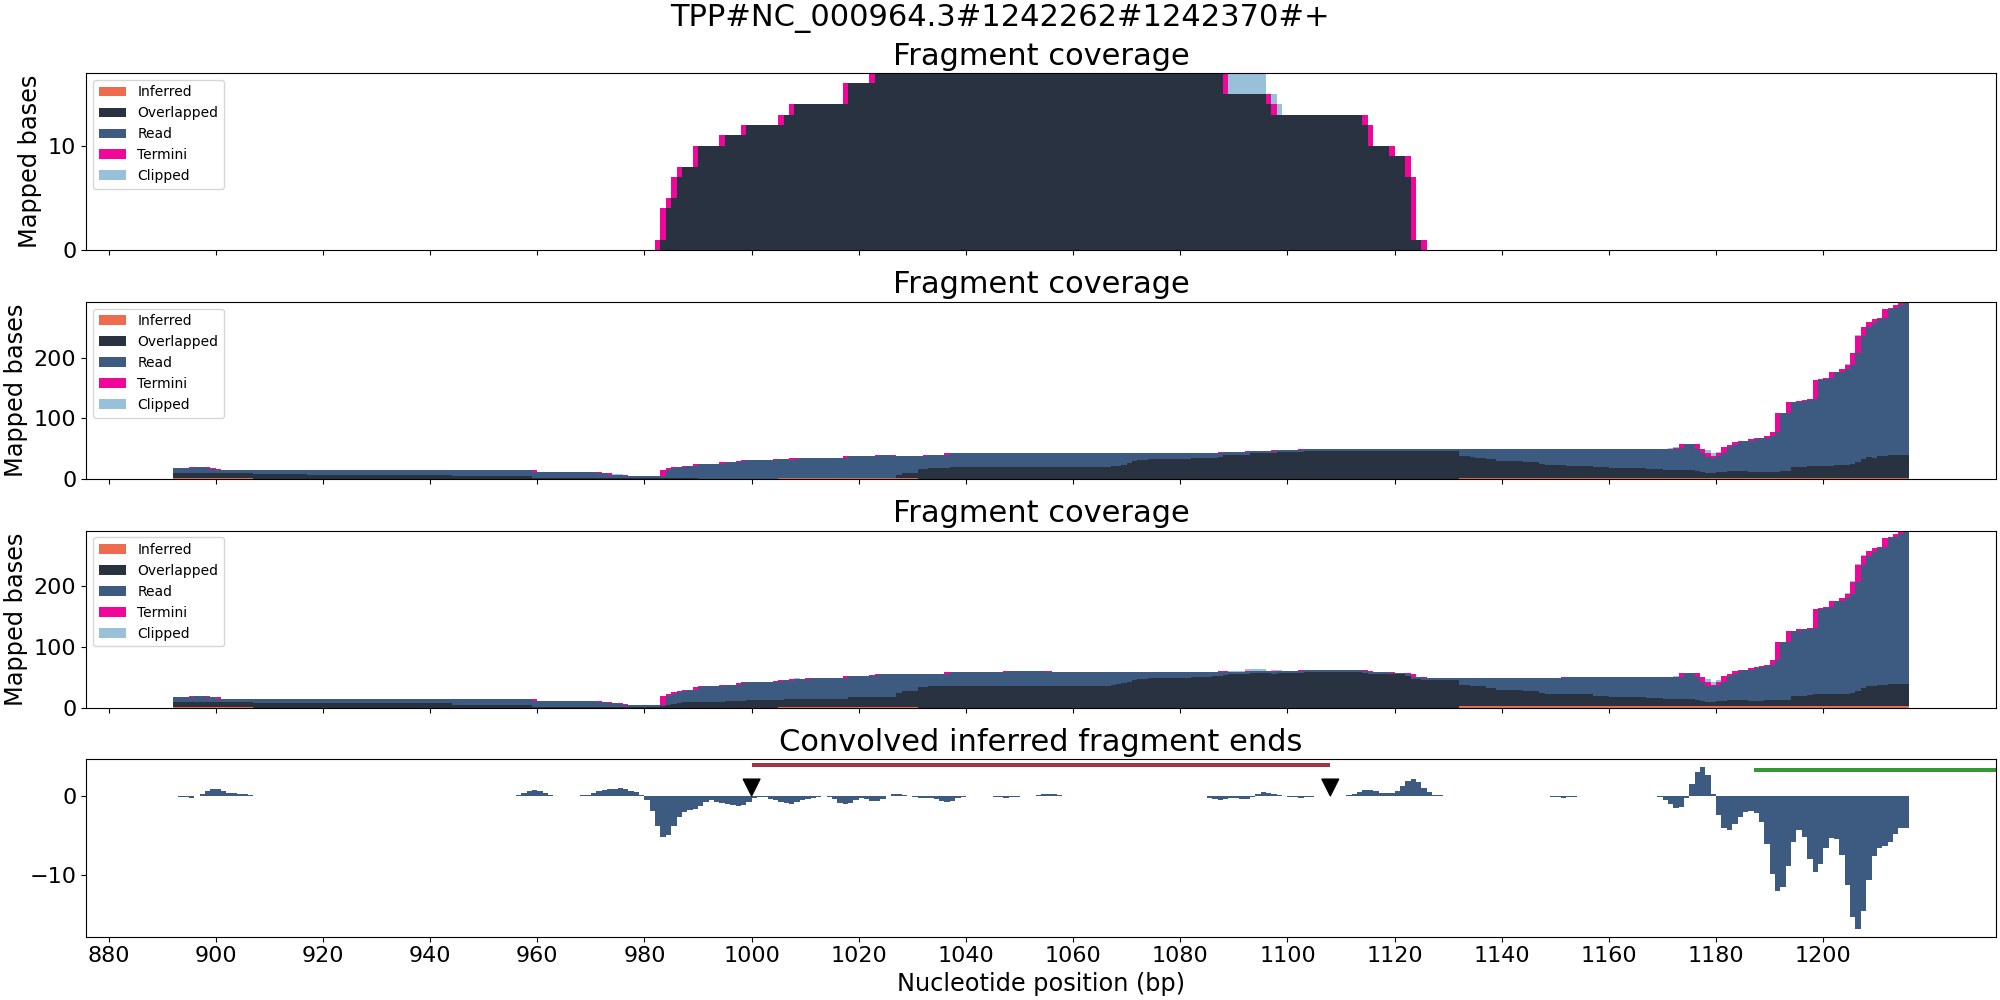 TPP#NC_000964.3#1242262#1242370#+
Fragment coverage
Mapped bases
10
0
Inferred
Overlapped
Read
Termini
Clipped
Fragment coverage
Mapped bases
200
100
0
Inferred
Overlapped
Read
Termini
Clipped
Fragment coverage
Mapped bases
200
100
0
Inferred
Overlapped
Read
Termini
Clipped
Convolved inferred fragment ends
0
−10
880 900 920 940 960 980 1000 1020 1040 1060 1080 1100 1120 1140 1160 1180 1200
Nucleotide position (bp)